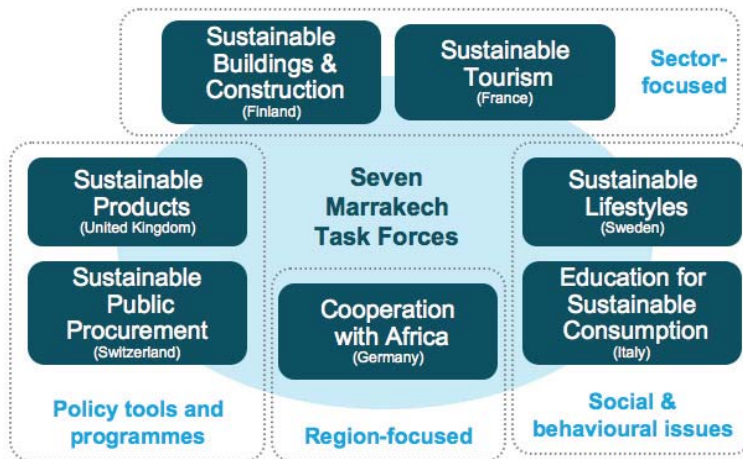 Sustainable
Buildings &
Construction
(Finland)
Sustainable
Tourism
(France)
Sector-
focused
Sustainable
Products
(United Kingdom)
Sustainable
Public
Procurement
(Switzerland)
Policy tools and
programmes
Seven
Marrakech
Task Forces
Cooperation
with Africa
(Germany)
Region-focused
Sustainable
Lifestyles
(Sweden)
Education for
Sustainable
Consumption
(Italy)
Social &
behavioural issues